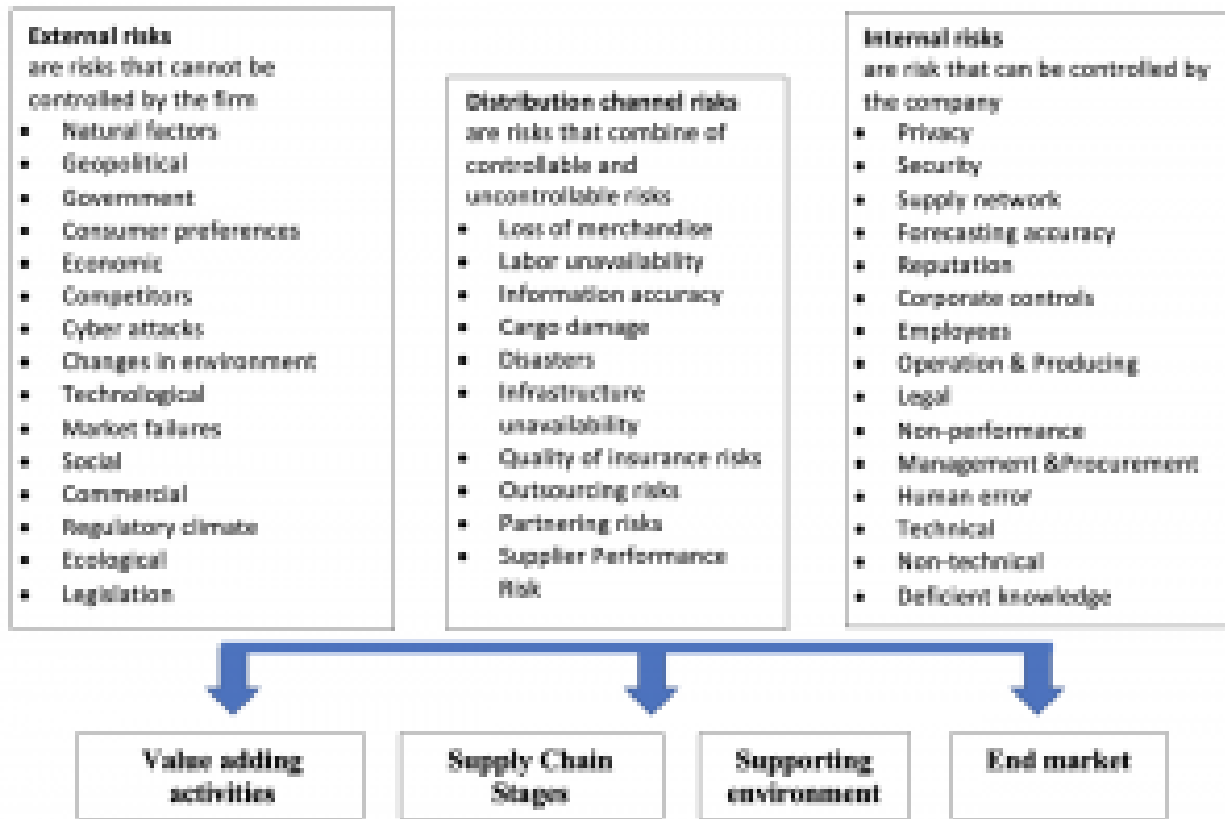 External risks
are risks that cannot be
controlled by the firm
• Natural factors
• Geopolitical
• Government
• Consumer preferences
• Economic
• Competitors
• Cyber attacks
• Changes in environment
• Technological
• Market failures
• Social
• Commercial
• Regulatory climate
• Ecological
• Legislation
Distribution channel risks
are risks that combine of
controllable and
uncontrollable risks
• Loss of merchandise
• Labor unavailability
• Information accuracy
• Cargo damage
• Disasters
• Infrastructure
unavailability
• Quality of insurance risks
• Outsourcing risks
• Partnering risks
• Supplier Performance
Risk
Internal risks
are risk that can be controlled by
the company
• Privacy
• Security
• Supply network
• Forecasting accuracy
• Reputation
• Corporate controls
• Employees
• Operation & Producing
• Legal
• Non-performance
• Management &Procurement
• Human error
• Technical
• Non-technical
• Deficient knowledge
Value adding
activities
Supply Chain
Stages
Supporting
environment
End market